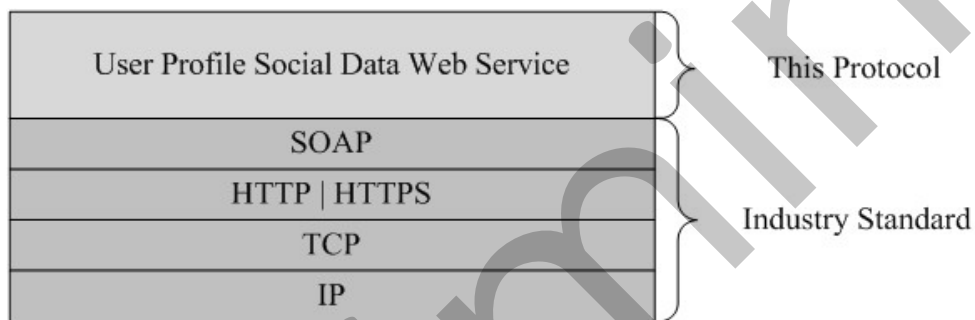 User Profile Social Data Web Service
This Protocol
SOAP
HTTP | HTTPS
TCP
Industry Standard
IP